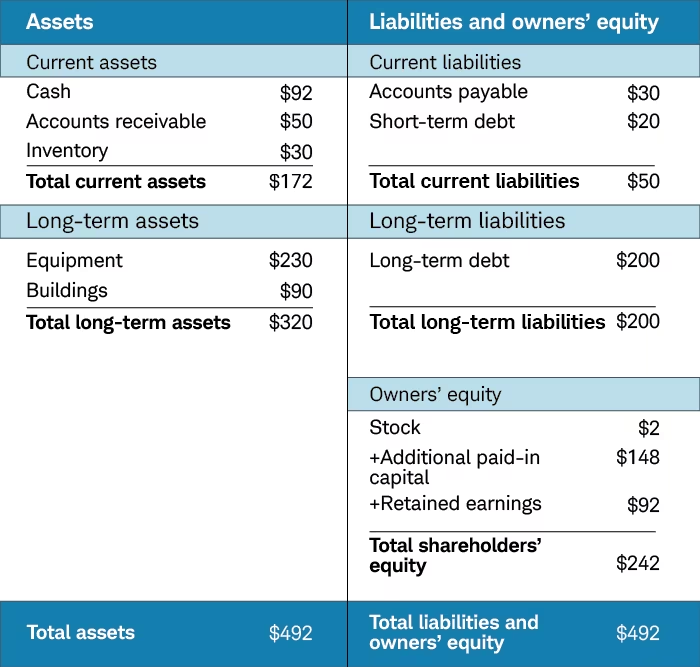 Assets
Current assets
Cash $92
Accounts receivable $50
Inventory $30
Total current assets $172
Long-term assets
Equipment $230
Buildings $90
Total long-term assets $320
Total assets $492
Liabilities and owners’ equity
Current liabilities
Accounts payable $30
Short-term debt $20
Total current liabilities $50
Long-term liabilities
Long-term debt $200
Total long-term liabilities $200
Owners’ equity
Stock $2
+Additional paid-in $148
capital
+Retained earnings $92
Total shareholders’
equity $242
Total liabilities and
owners’ equity $492